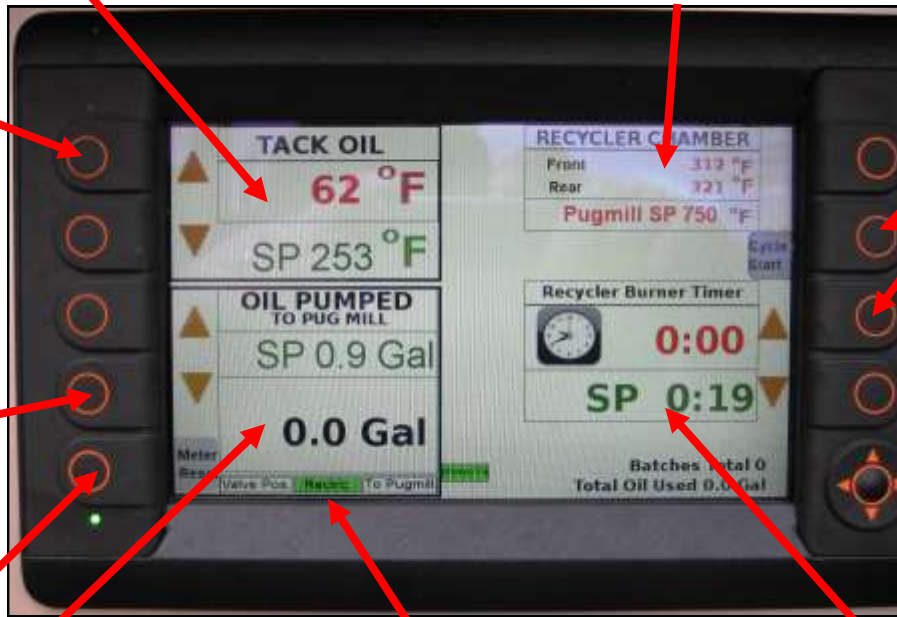 TACK OIL
62 °F
SP 253 °F
OIL PUMPED
TO PUG MILL
SP 0.9 Gal
0.0 Gal
Meter
Valve Pos. Recirc To Pugmill
RECYCLER CHAMBER
Front 312 °F
Rear 321 °F
Pugmill SP 750 °F
Cycle
Start
Recycler Burner Timer
0:00
SP 0:19
Batches Total 0
Total Oil Used 0.0 Gal